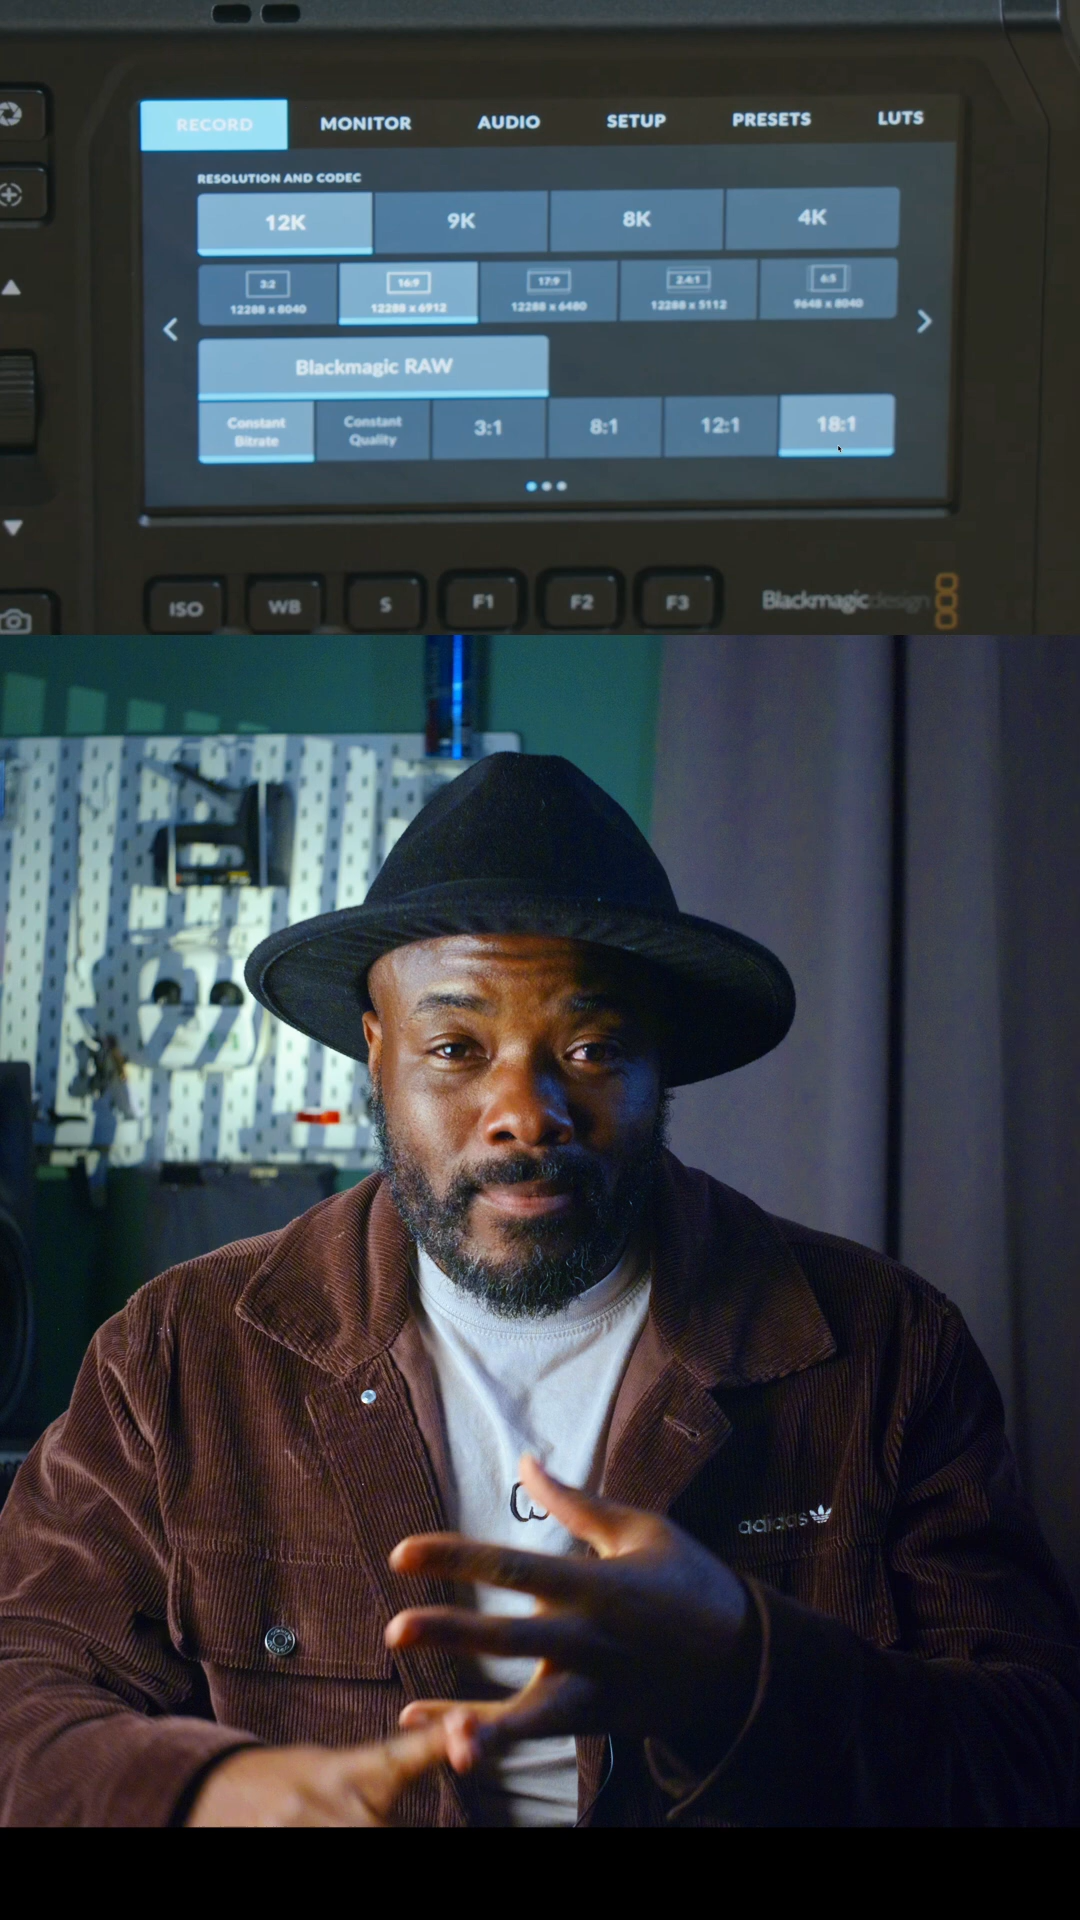 RECORD MONITOR AUDIO SETUP PRESETS LUTS
RESOLUTION AND CODEC
12K 9K 8K 4K
3:2 16:9 17:9 2.4:1 6:5
12288 x 8040 12288 x 6912 12288 x 6480 12288 x 5112 9648 x 8040
Blackmagic RAW
Constant Bitrate Constant Quality 3:1 8:1 12:1 18:1
ISO WB S F1 F2 F3 Blackmagicdesign
adidas